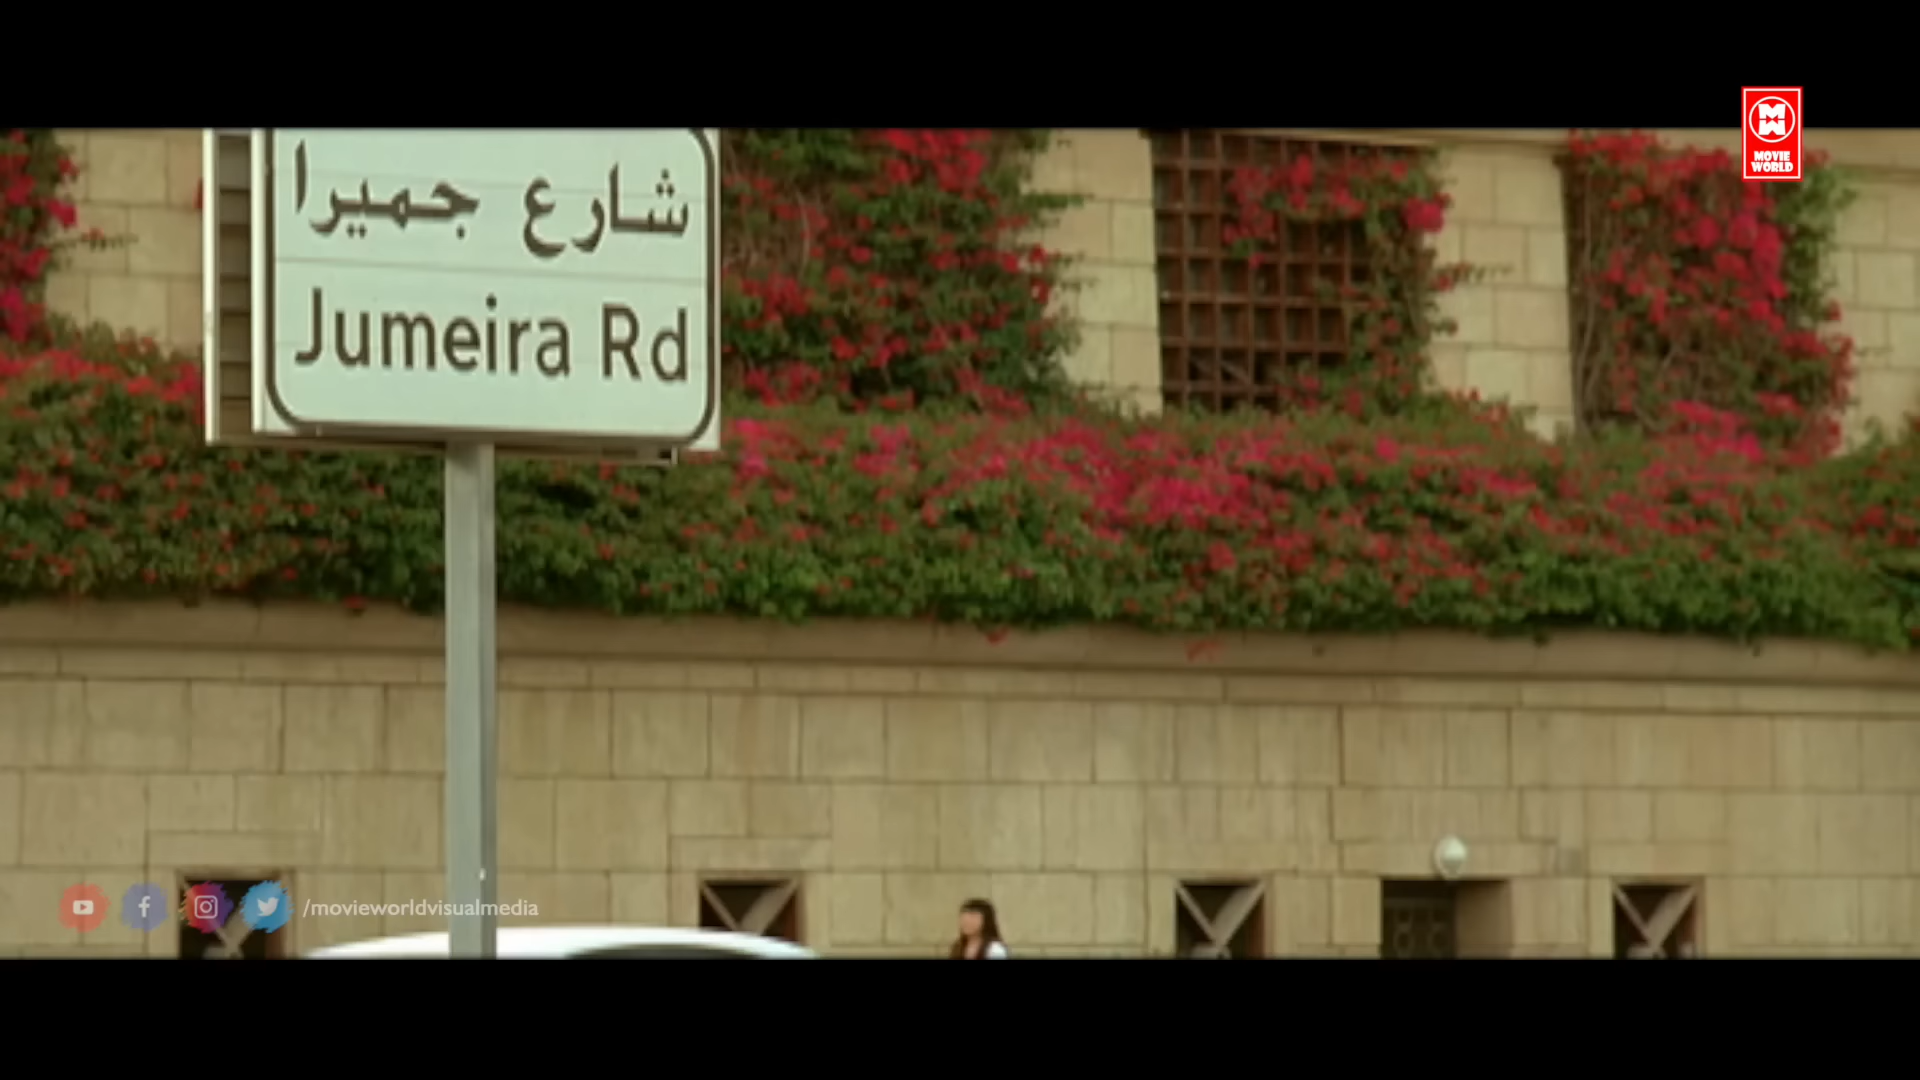 شارع جميرا
Jumeira Rd
MOVIE
WORLD
/movieworldvisualmedia